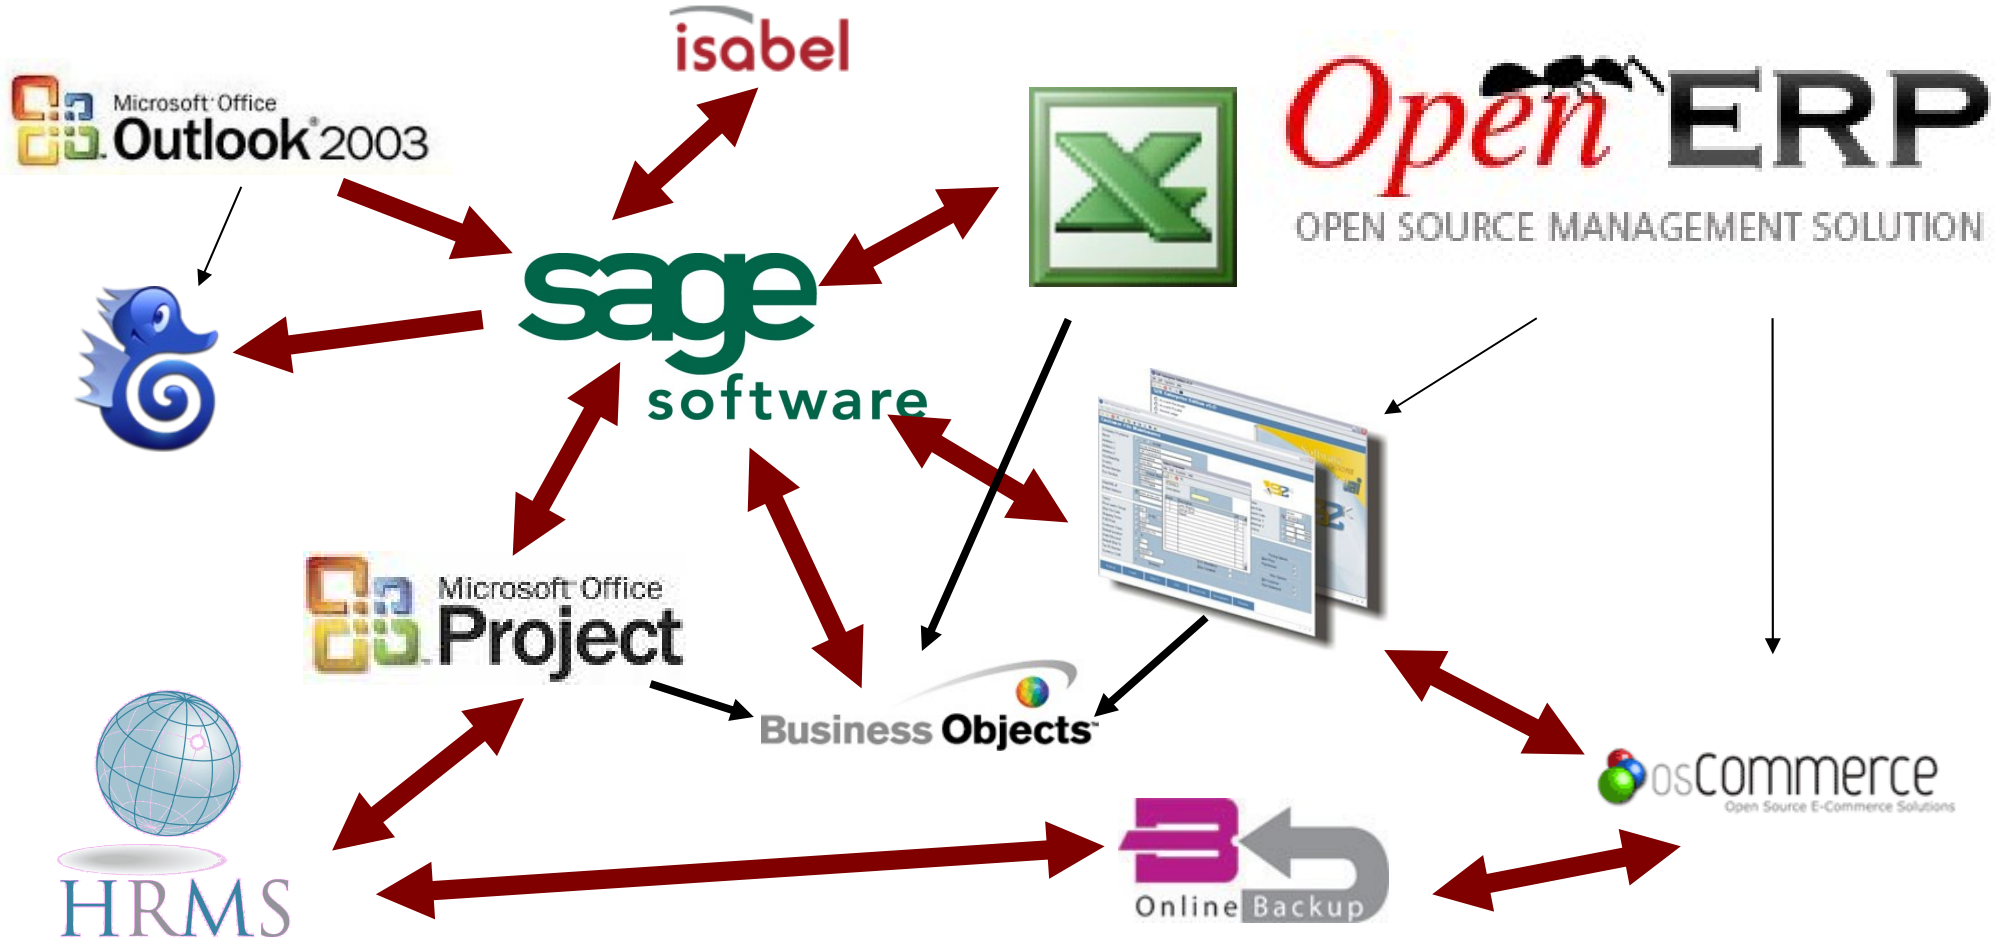 isabel
Microsoft Office
Outlook 2003
Open ERP
OPEN SOURCE MANAGEMENT SOLUTION
sage
software
Microsoft Office
Project
Business Objects™
osCommerce
Open Source E-Commerce Solutions
HRMS
Online Backup